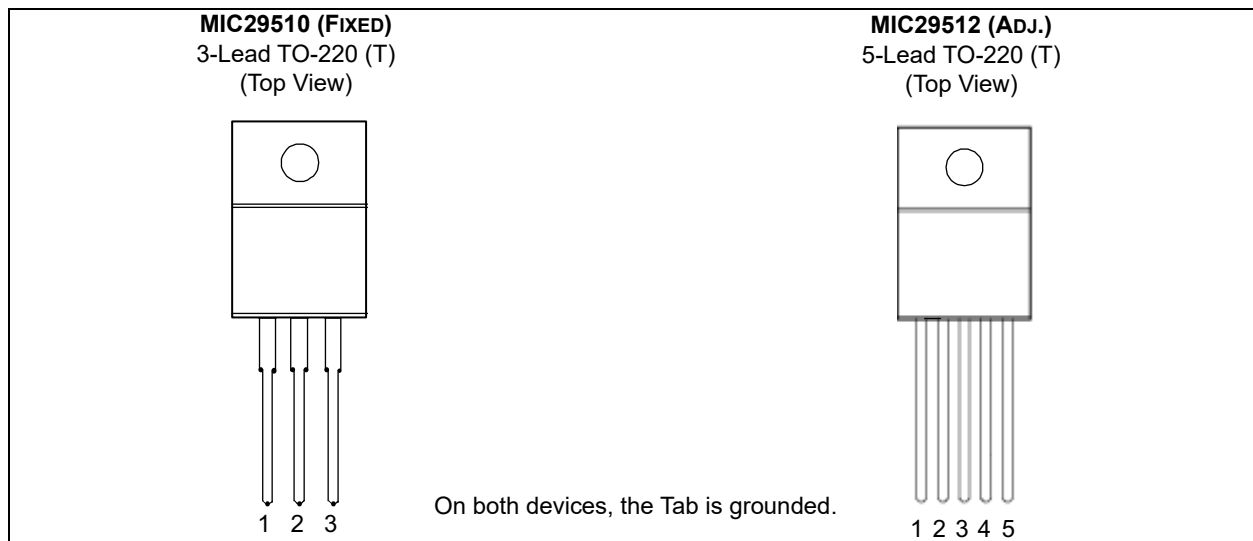 MIC29510 (FIXED)
3-Lead TO-220 (T)
(Top View)
1 2 3
MIC29512 (ADJ.)
5-Lead TO-220 (T)
(Top View)
1 2 3 4 5
On both devices, the Tab is grounded.